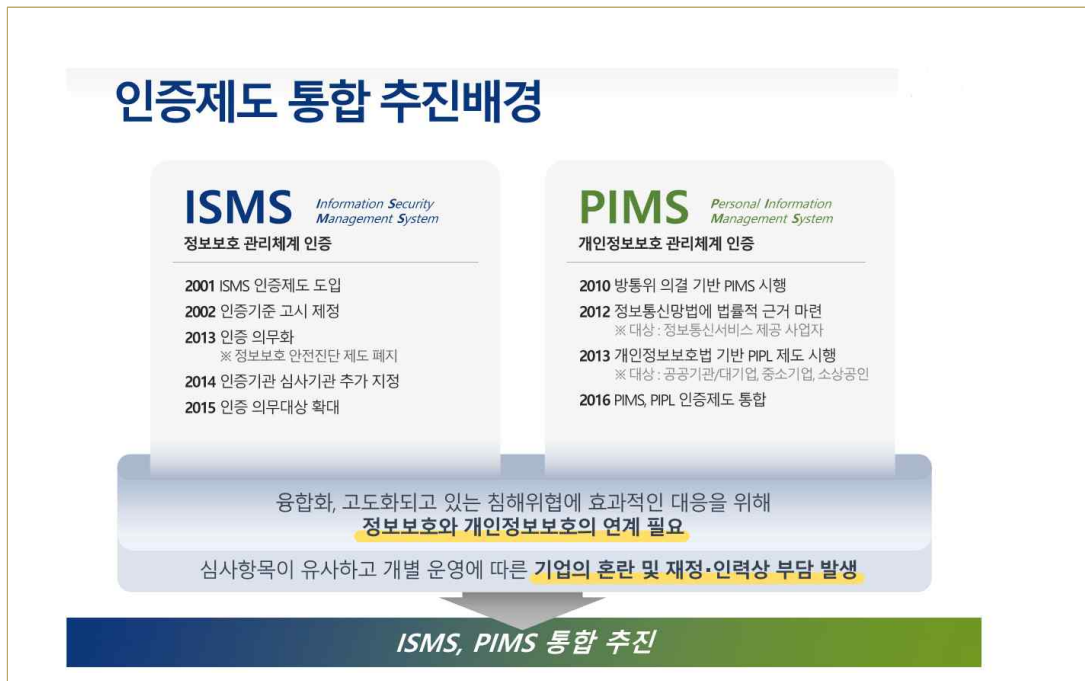 인증제도 통합 추진배경
ISMS Information Security
Management System
정보보호 관리체계 인증
2001 ISMS 인증제도 도입
2002 인증기준 고시 제정
2013 인증 의무화
※ 정보보호 안전진단 제도 폐지
2014 인증기관 심사기관 추가 지정
2015 인증 의무대상 확대
PIMS Personal Information
Management System
개인정보보호 관리체계 인증
2010 방통위 의결 기반 PIMS 시행
2012 정보통신망법에 법률적 근거 마련
※ 대상 : 정보통신서비스 제공 사업자
2013 개인정보보호법 기반 PIPL 제도 시행
※ 대상 : 공공기관/대기업, 중소기업, 소상공인
2016 PIMS, PIPL 인증제도 통합
융합화, 고도화되고 있는 침해위협에 효과적인 대응을 위해
정보보호와 개인정보보호의 연계 필요
심사항목이 유사하고 개별 운영에 따른 기업의 혼란 및 재정·인력상 부담 발생
ISMS, PIMS 통합 추진